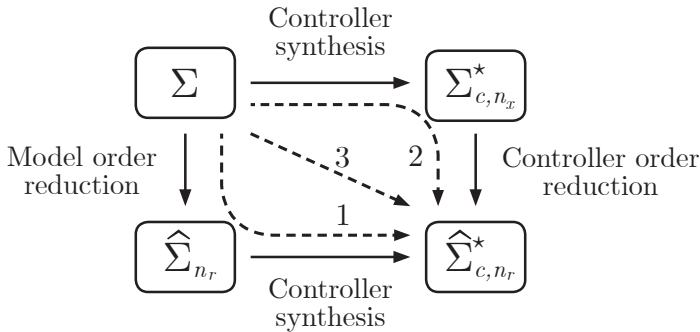 Controller
synthesis
Σ
Σ⋆c,nx
3
2
Model order
reduction
Controller order
reduction
1
Σ̂nr
Σ̂⋆c,nr
Controller
synthesis